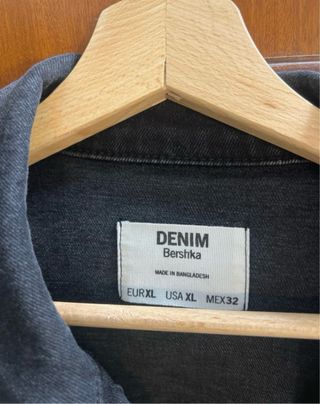 DENIM
Bershka
MADE IN BANGLADESH
EUR XL USA XL MEX 32